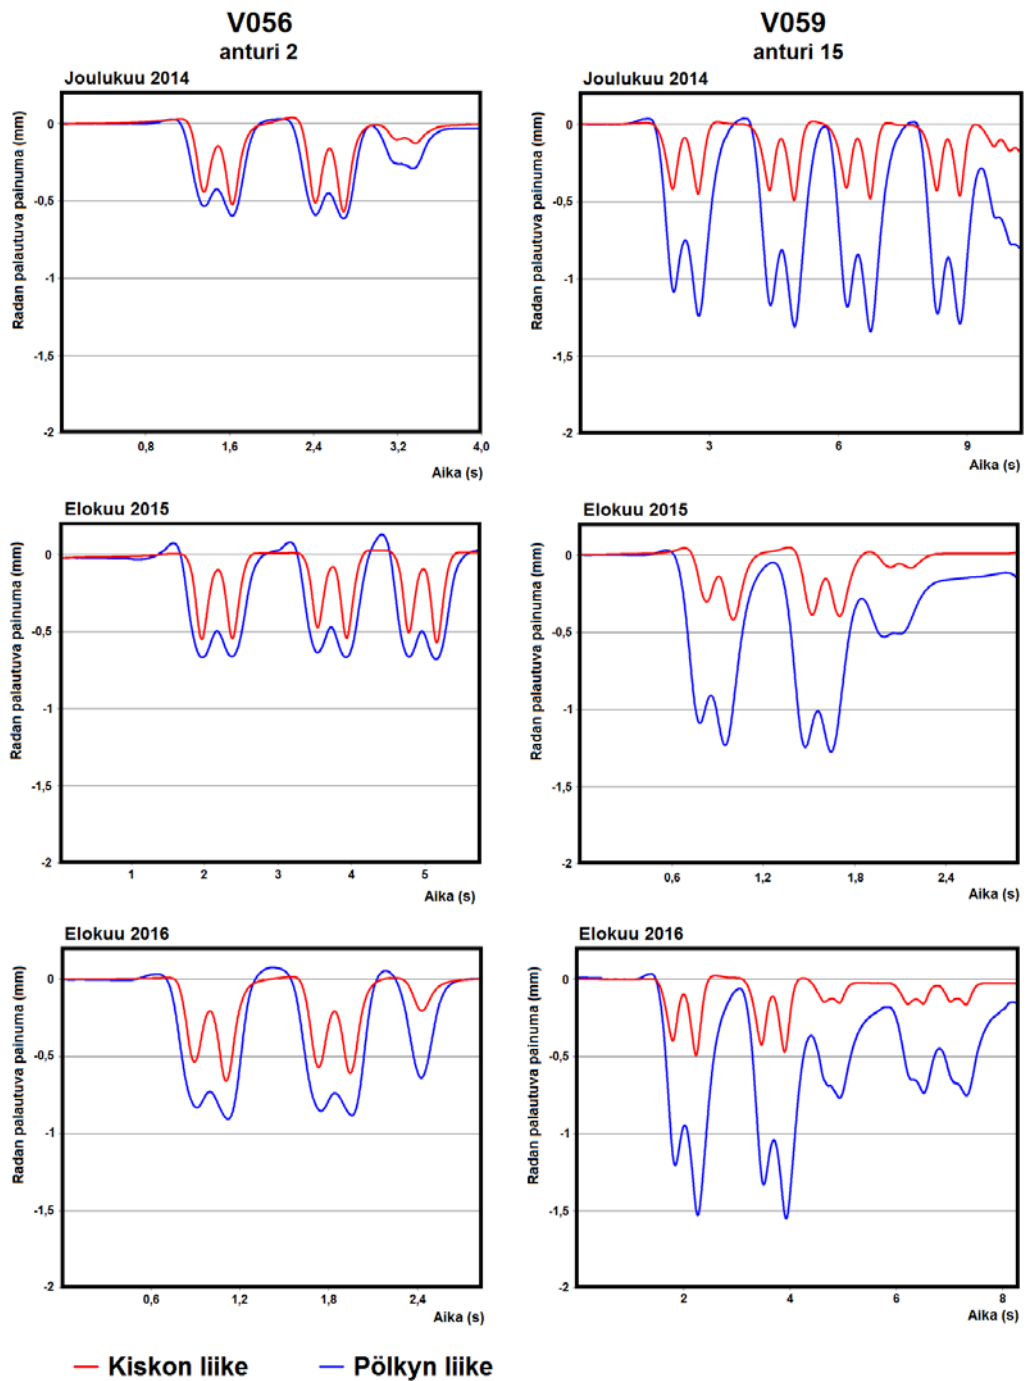 V056
anturi 2
V059
anturi 15
Joulukuu 2014
Radan palautuva painuma (mm)
0
-0,5
-1
-1,5
-2
0,8
1,6
2,4
3,2
4,0
Aika (s)
Joulukuu 2014
Radan palautuva painuma (mm)
0
-0,5
-1
-1,5
-2
3
6
9
Aika (s)
Elokuu 2015
Radan palautuva painuma (mm)
0
-0,5
-1
-1,5
-2
1
2
3
4
5
Aika (s)
Elokuu 2015
Radan palautuva painuma (mm)
0
-0,5
-1
-1,5
-2
0,6
1,2
1,8
2,4
Aika (s)
Elokuu 2016
Radan palautuva painuma (mm)
0
-0,5
-1
-1,5
-2
0,6
1,2
1,8
2,4
Aika (s)
Elokuu 2016
Radan palautuva painuma (mm)
0
-0,5
-1
-1,5
-2
2
4
6
8
Aika (s)
Kiskon liike
Pölkyn liike